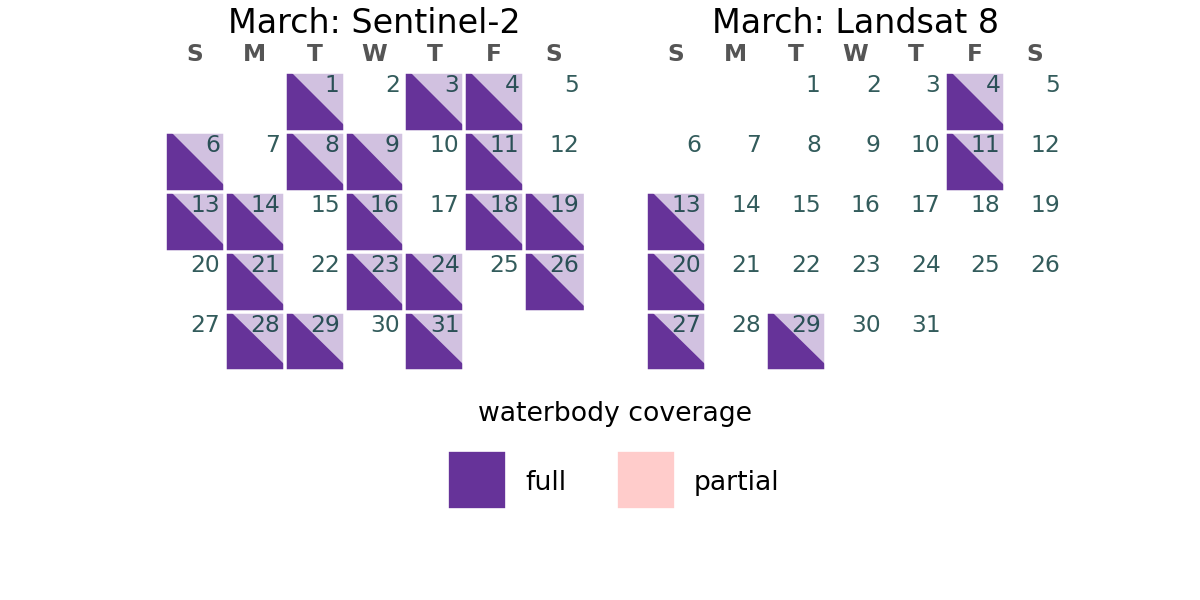 March: Sentinel-2
S M T W T F S
1 2 3 4 5
6 7 8 9 10 11 12
13 14 15 16 17 18 19
20 21 22 23 24 25 26
27 28 29 30 31
March: Landsat 8
S M T W T F S
1 2 3 4 5
6 7 8 9 10 11 12
13 14 15 16 17 18 19
20 21 22 23 24 25 26
27 28 29 30 31
waterbody coverage
full partial